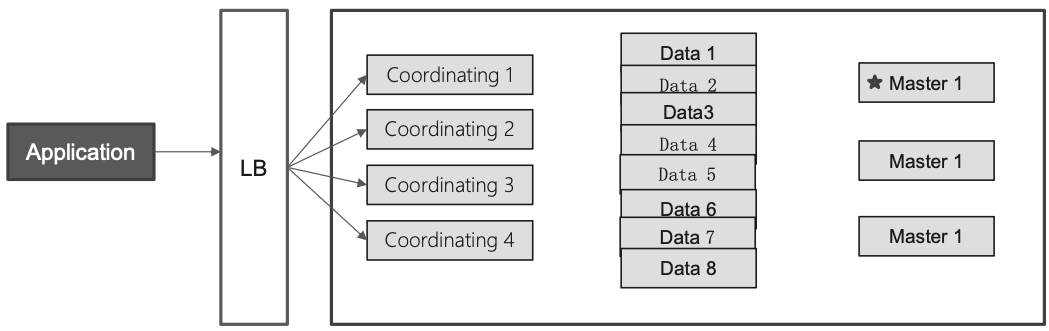 Application
LB
Coordinating 1
Coordinating 2
Coordinating 3
Coordinating 4
Data 1
Data 2
Data3
Data 4
Data 5
Data 6
Data 7
Data 8
Master 1
Master 1
Master 1